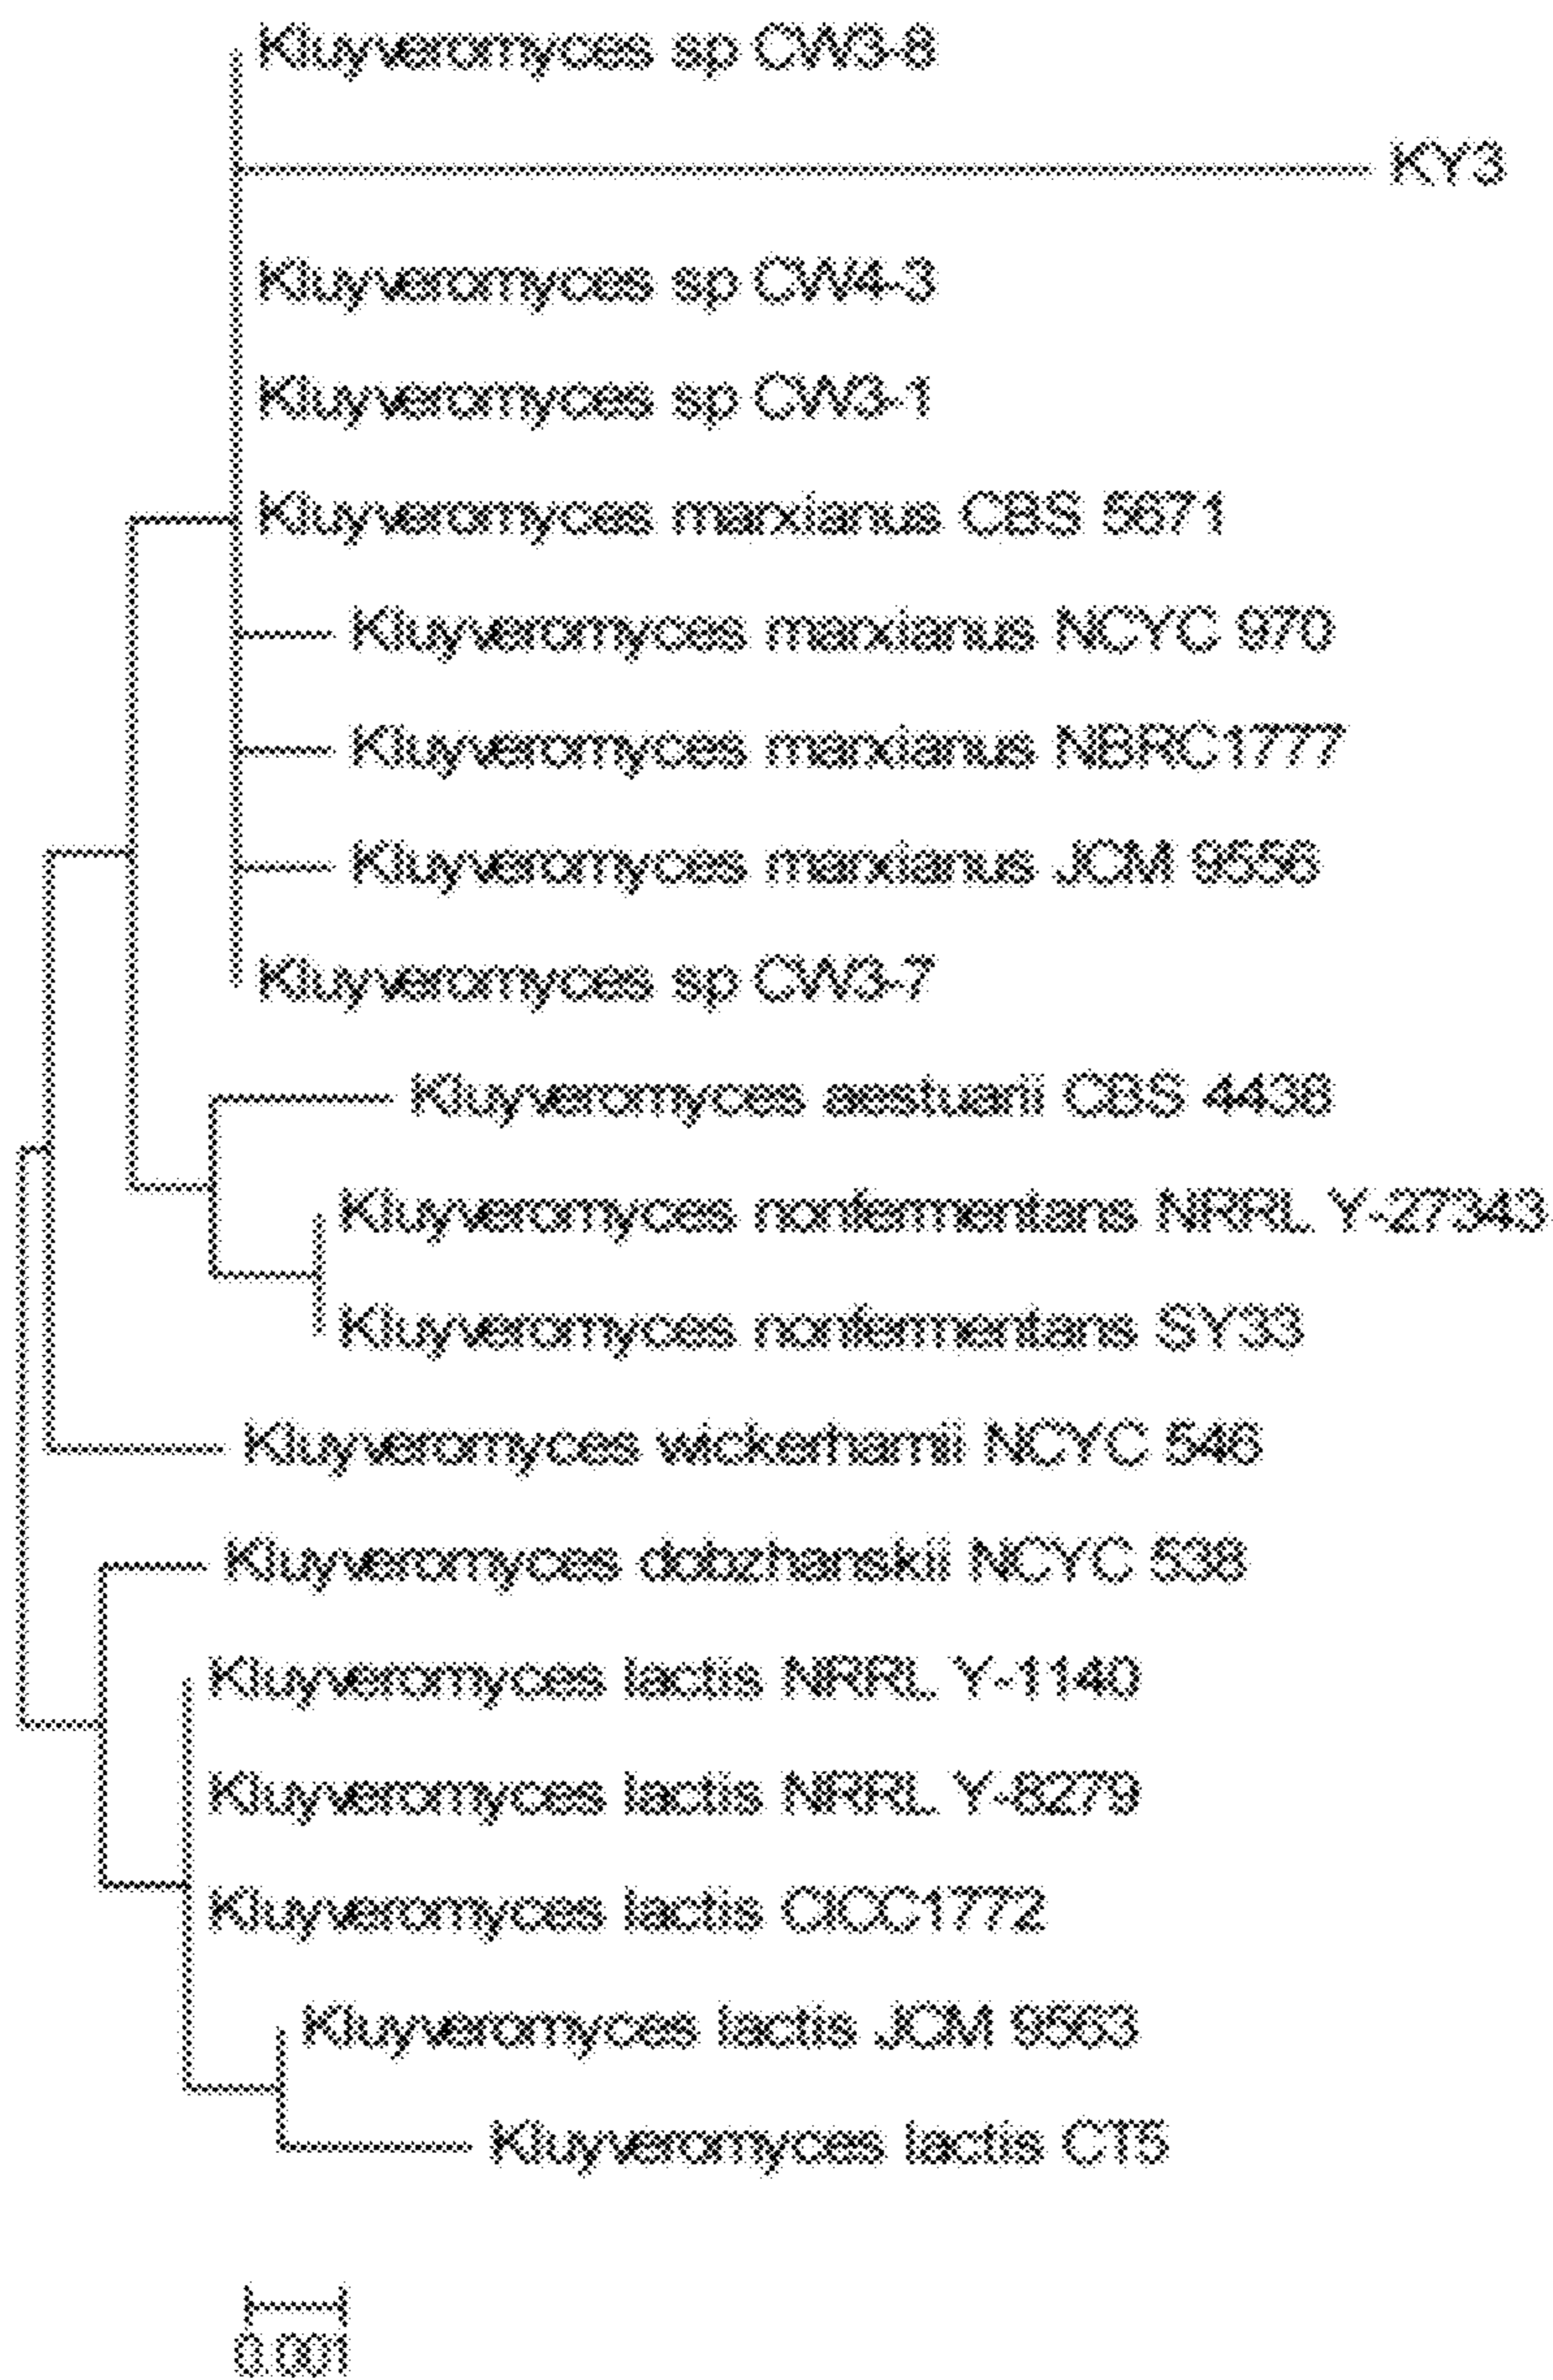 Kluyveromyces sp CW3-8
KY3
Kluyveromyces sp CW4-3
Kluyveromyces sp CW3-1
Kluyveromyces marxianus CBS 5671
Kluyveromyces marxianus NCYC 970
Kluyveromyces marxianus NBRC1777
Kluyveromyces marxianus JCM 9556
Kluyveromyces sp CW3-7
Kluyveromyces aestuarii CBS 4438
Kluyveromyces nonfermentans NRRL Y-27343
Kluyveromyces nonfermentans SY33
Kluyveromyces wickerhamii NCYC 546
Kluyveromyces dobzhanskii NCYC 538
Kluyveromyces lactis NRRL Y-1140
Kluyveromyces lactis NRRL Y-8279
Kluyveromyces lactis CICC1772
Kluyveromyces lactis JCM 9563
Kluyveromyces lactis CT5
0.001